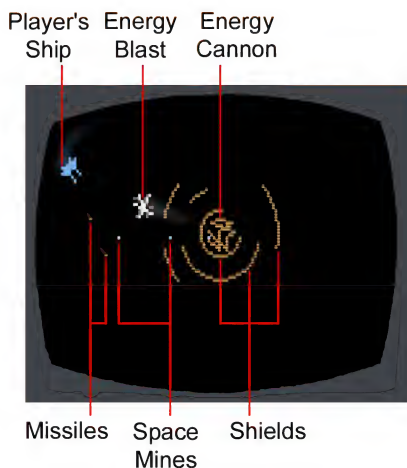 Player's Energy Energy
Ship Blast Cannon
Missiles Space Shields
Mines